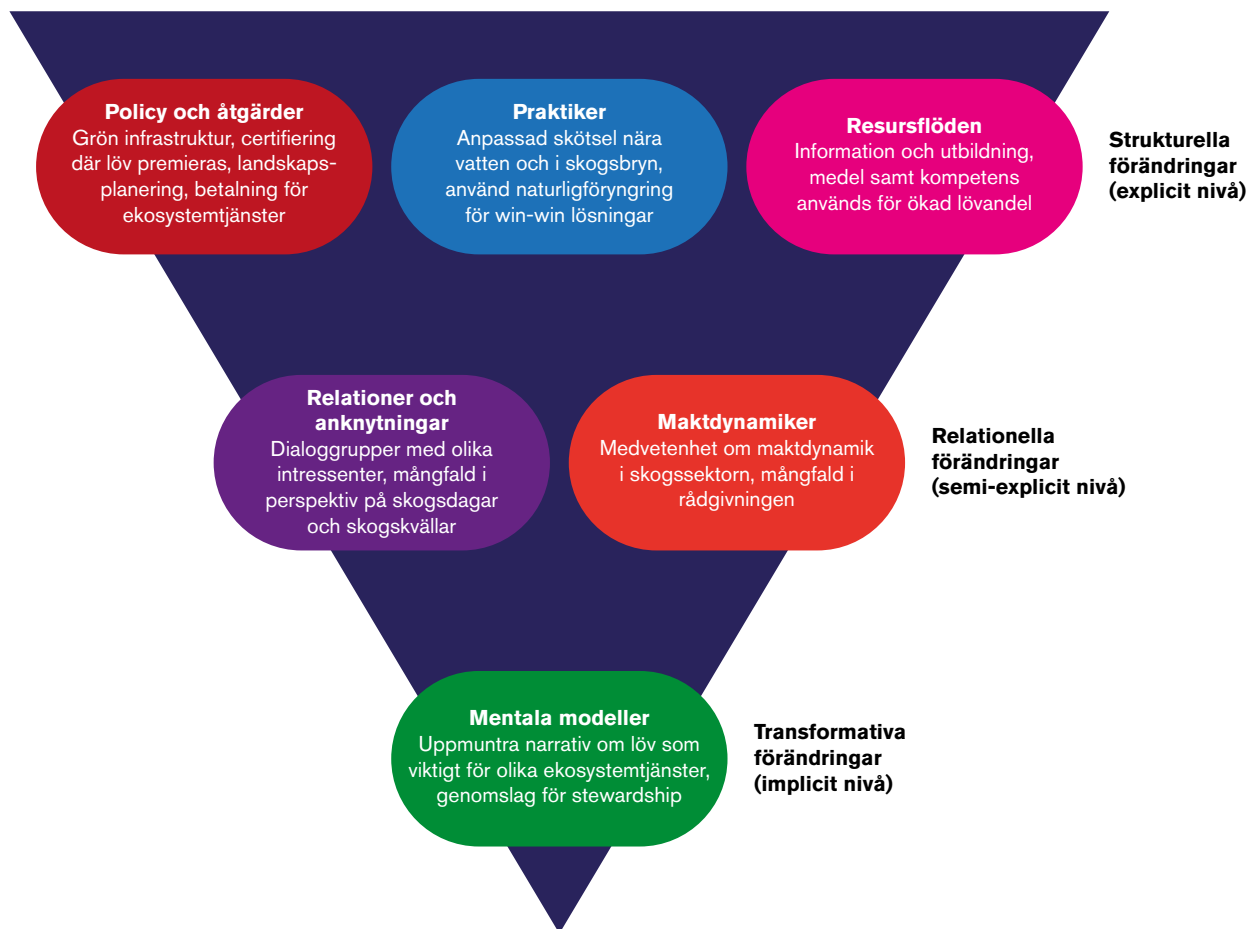 Policy och åtgärder
Grön infrastruktur, certifiering
där löv premieras, landskaps-
planering, betalning för
ekosystemtjänster
Praktiker
Anpassad skötsel nära
vatten och i skogsbryn,
använd naturligföryngring
för win-win lösningar
Resursflöden
Information och utbildning,
medel samt kompetens
används för ökad lövandel
Strukturella
förändringar
(explicit nivå)
Relationer och
anknytningar
Dialoggrupper med olika
intressenter, mångfald i
perspektiv på skogsdagar
och skogskvällar
Maktdynamiker
Medvetenhet om maktdynamik
i skogssektorn, mångfald i
rådgivningen
Relationella
förändringar
(semi-explicit nivå)
Mentala modeller
Uppmuntra narrativ om löv som
viktigt för olika ekosystemtjänster,
genomslag för stewardship
Transformativa
förändringar
(implicit nivå)